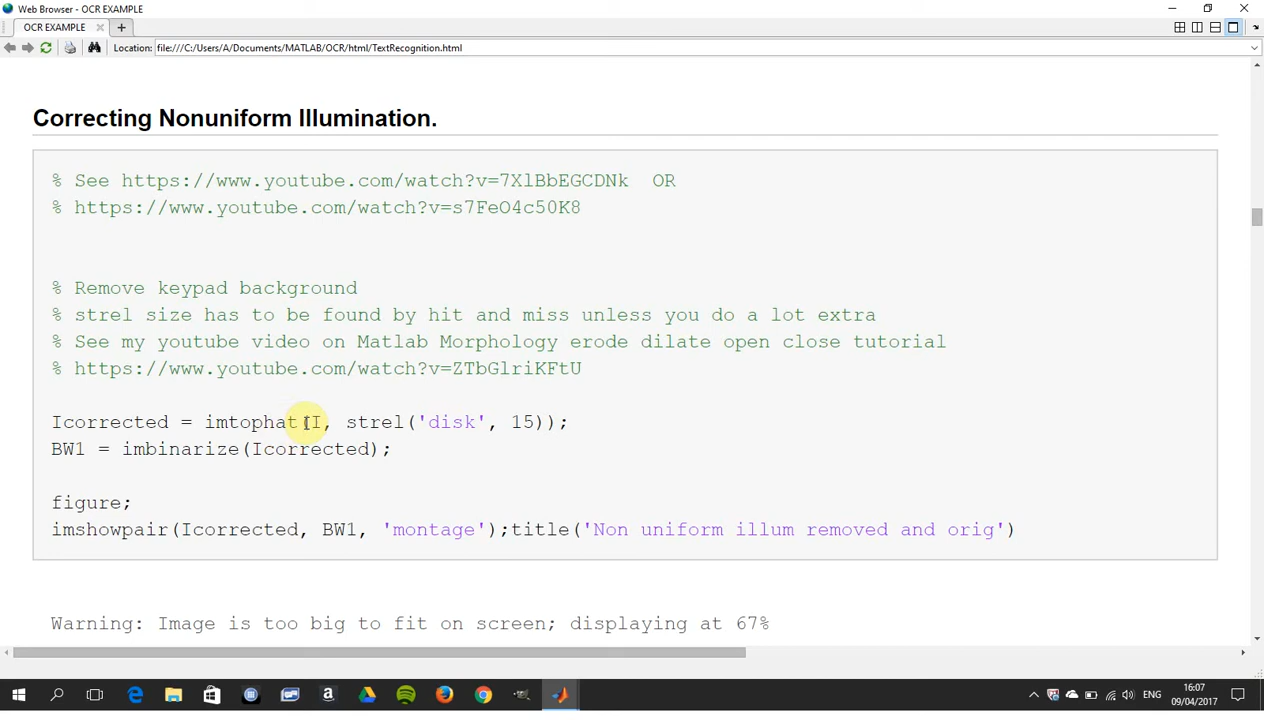 Web Browser - OCR EXAMPLE
OCR EXAMPLE
Location: file:///C:/Users/A/Documents/MATLAB/OCR/html/TextRecognition.html
Correcting Nonuniform Illumination.
% See https://www.youtube.com/watch?v=7XlBbEGCDNk  OR
% https://www.youtube.com/watch?v=s7FeO4c50K8
% Remove keypad background
% strel size has to be found by hit and miss unless you do a lot extra
% See my youtube video on Matlab Morphology erode dilate open close tutorial
% https://www.youtube.com/watch?v=ZTbGlriKFtU
Icorrected = imtophat(I, strel('disk', 15));
BW1 = imbinarize(Icorrected);
figure;
imshowpair(Icorrected, BW1, 'montage');title('Non uniform illum removed and orig')
Warning: Image is too big to fit on screen; displaying at 67%
ENG
16:07
09/04/2017